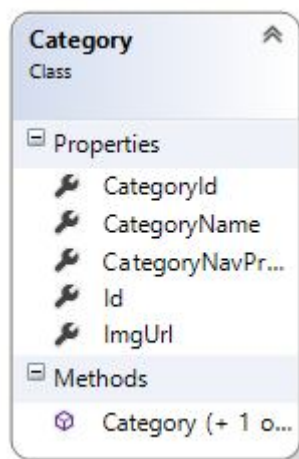 Category
Class
Properties
CategoryId
CategoryName
CategoryNavPr...
Id
ImgUrl
Methods
Category (+ 1 o...